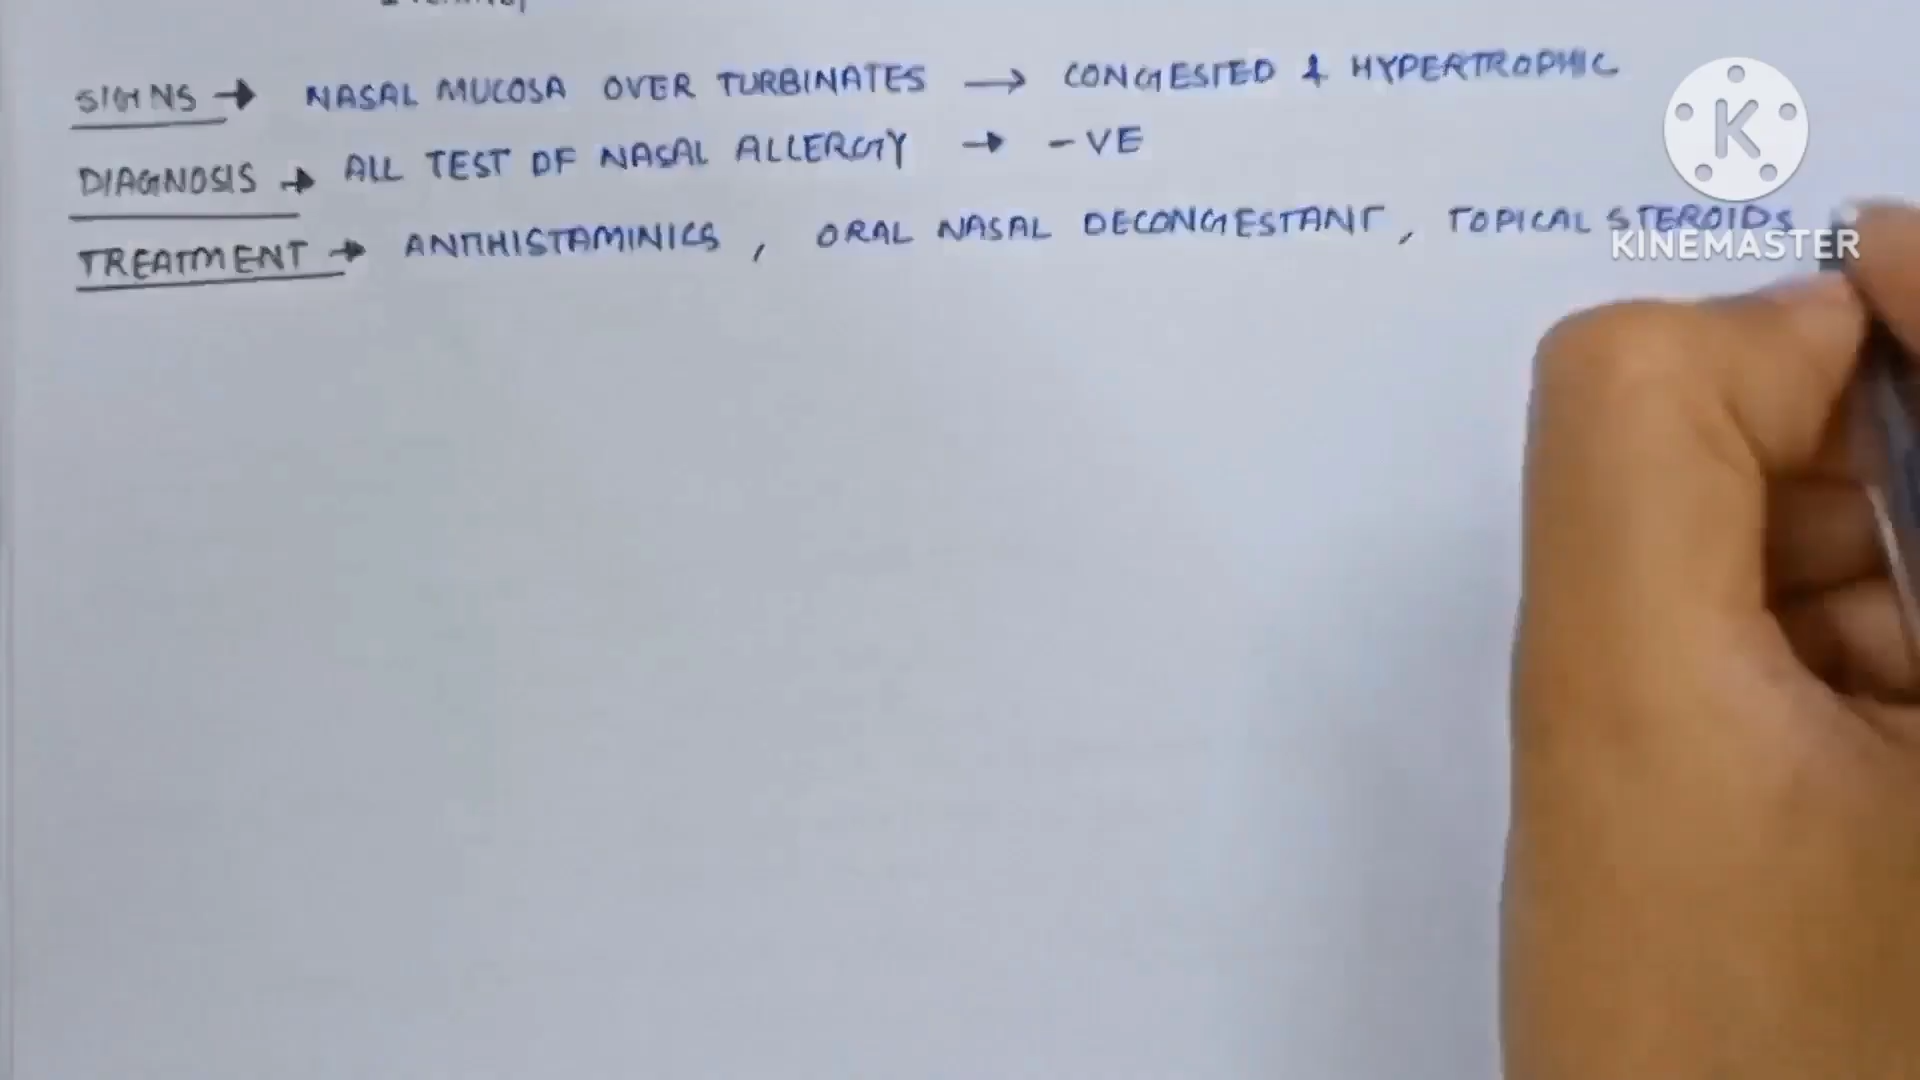 SIGNS → NASAL MUCOSA OVER TURBINATES → CONGESTED & HYPERTROPHIC
DIAGNOSIS → ALL TEST OF NASAL ALLERGY → -VE
TREATMENT → ANTIHISTAMINICS, ORAL NASAL DECONGESTANT, TOPICAL STEROIDS
K
KINEMASTER